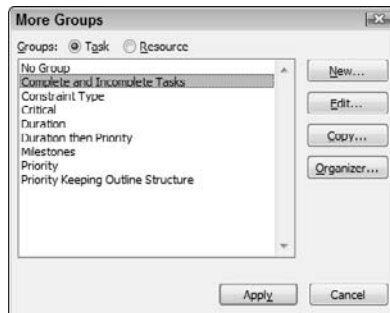 More Groups
Groups: Task Resource
No Group
Complete and Incomplete Tasks
Constraint Type
Critical
Duration
Duration then Priority
Milestones
Priority
Priority Keeping Outline Structure
New...
Edit...
Copy...
Organizer...
Apply Cancel